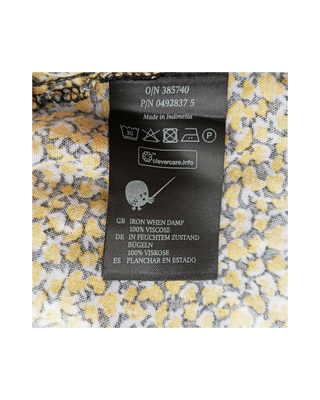 O/N 385740
P/N 0492837 5
Made in Indonesia
30 P
clevercare.info
GB IRON WHEN DAMP
100% VISCOSE
DE IN FEUCHTEM ZUSTAND
BÜGELN
100% VISKOSE
ES PLANCHAR EN ESTADO